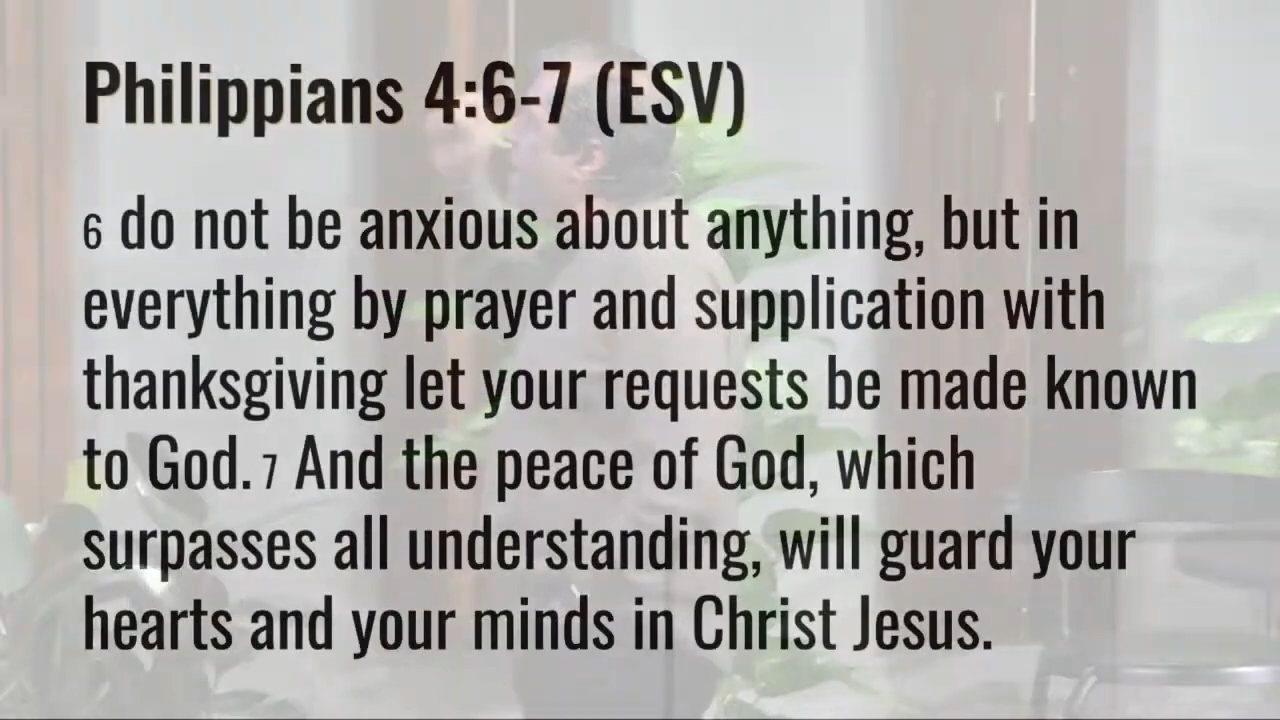 Philippians 4:6-7 (ESV)
6 do not be anxious about anything, but in
everything by prayer and supplication with
thanksgiving let your requests be made known
to God. 7 And the peace of God, which
surpasses all understanding, will guard your
hearts and your minds in Christ Jesus.